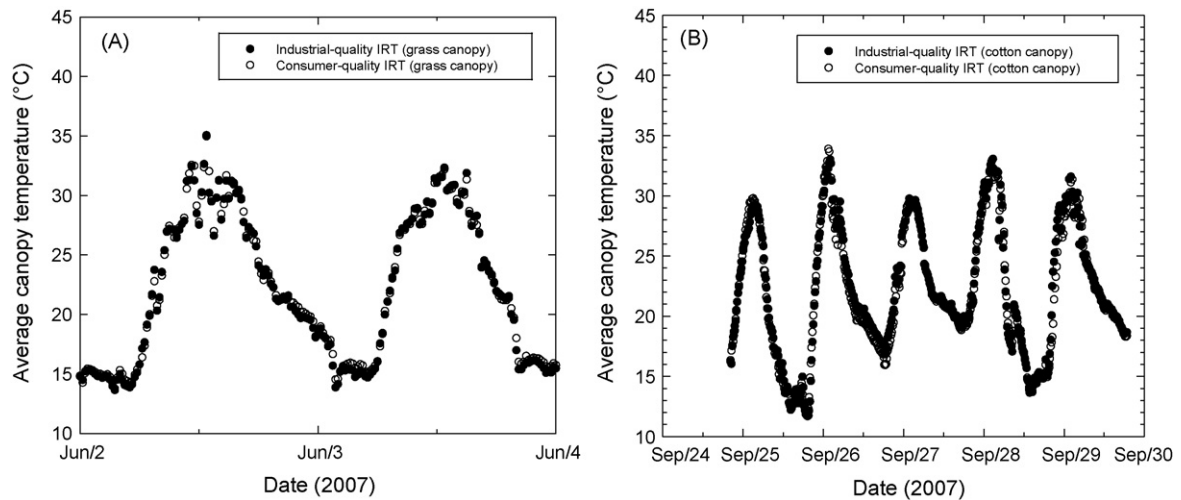 (A)
Industrial-quality IRT (grass canopy)
Consumer-quality IRT (grass canopy)
Average canopy temperature (°C)
45
40
35
30
25
20
15
10
Jun/2 Jun/3 Jun/4
Date (2007)
(B)
Industrial-quality IRT (cotton canopy)
Consumer-quality IRT (cotton canopy)
Average canopy temperature (°C)
45
40
35
30
25
20
15
10
Sep/24 Sep/25 Sep/26 Sep/27 Sep/28 Sep/29 Sep/30
Date (2007)